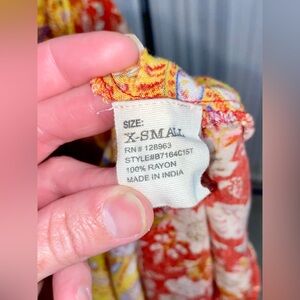 SIZE:
X-SMALL
RN# 128963
STYLE#B7164C15T
100% RAYON
MADE IN INDIA